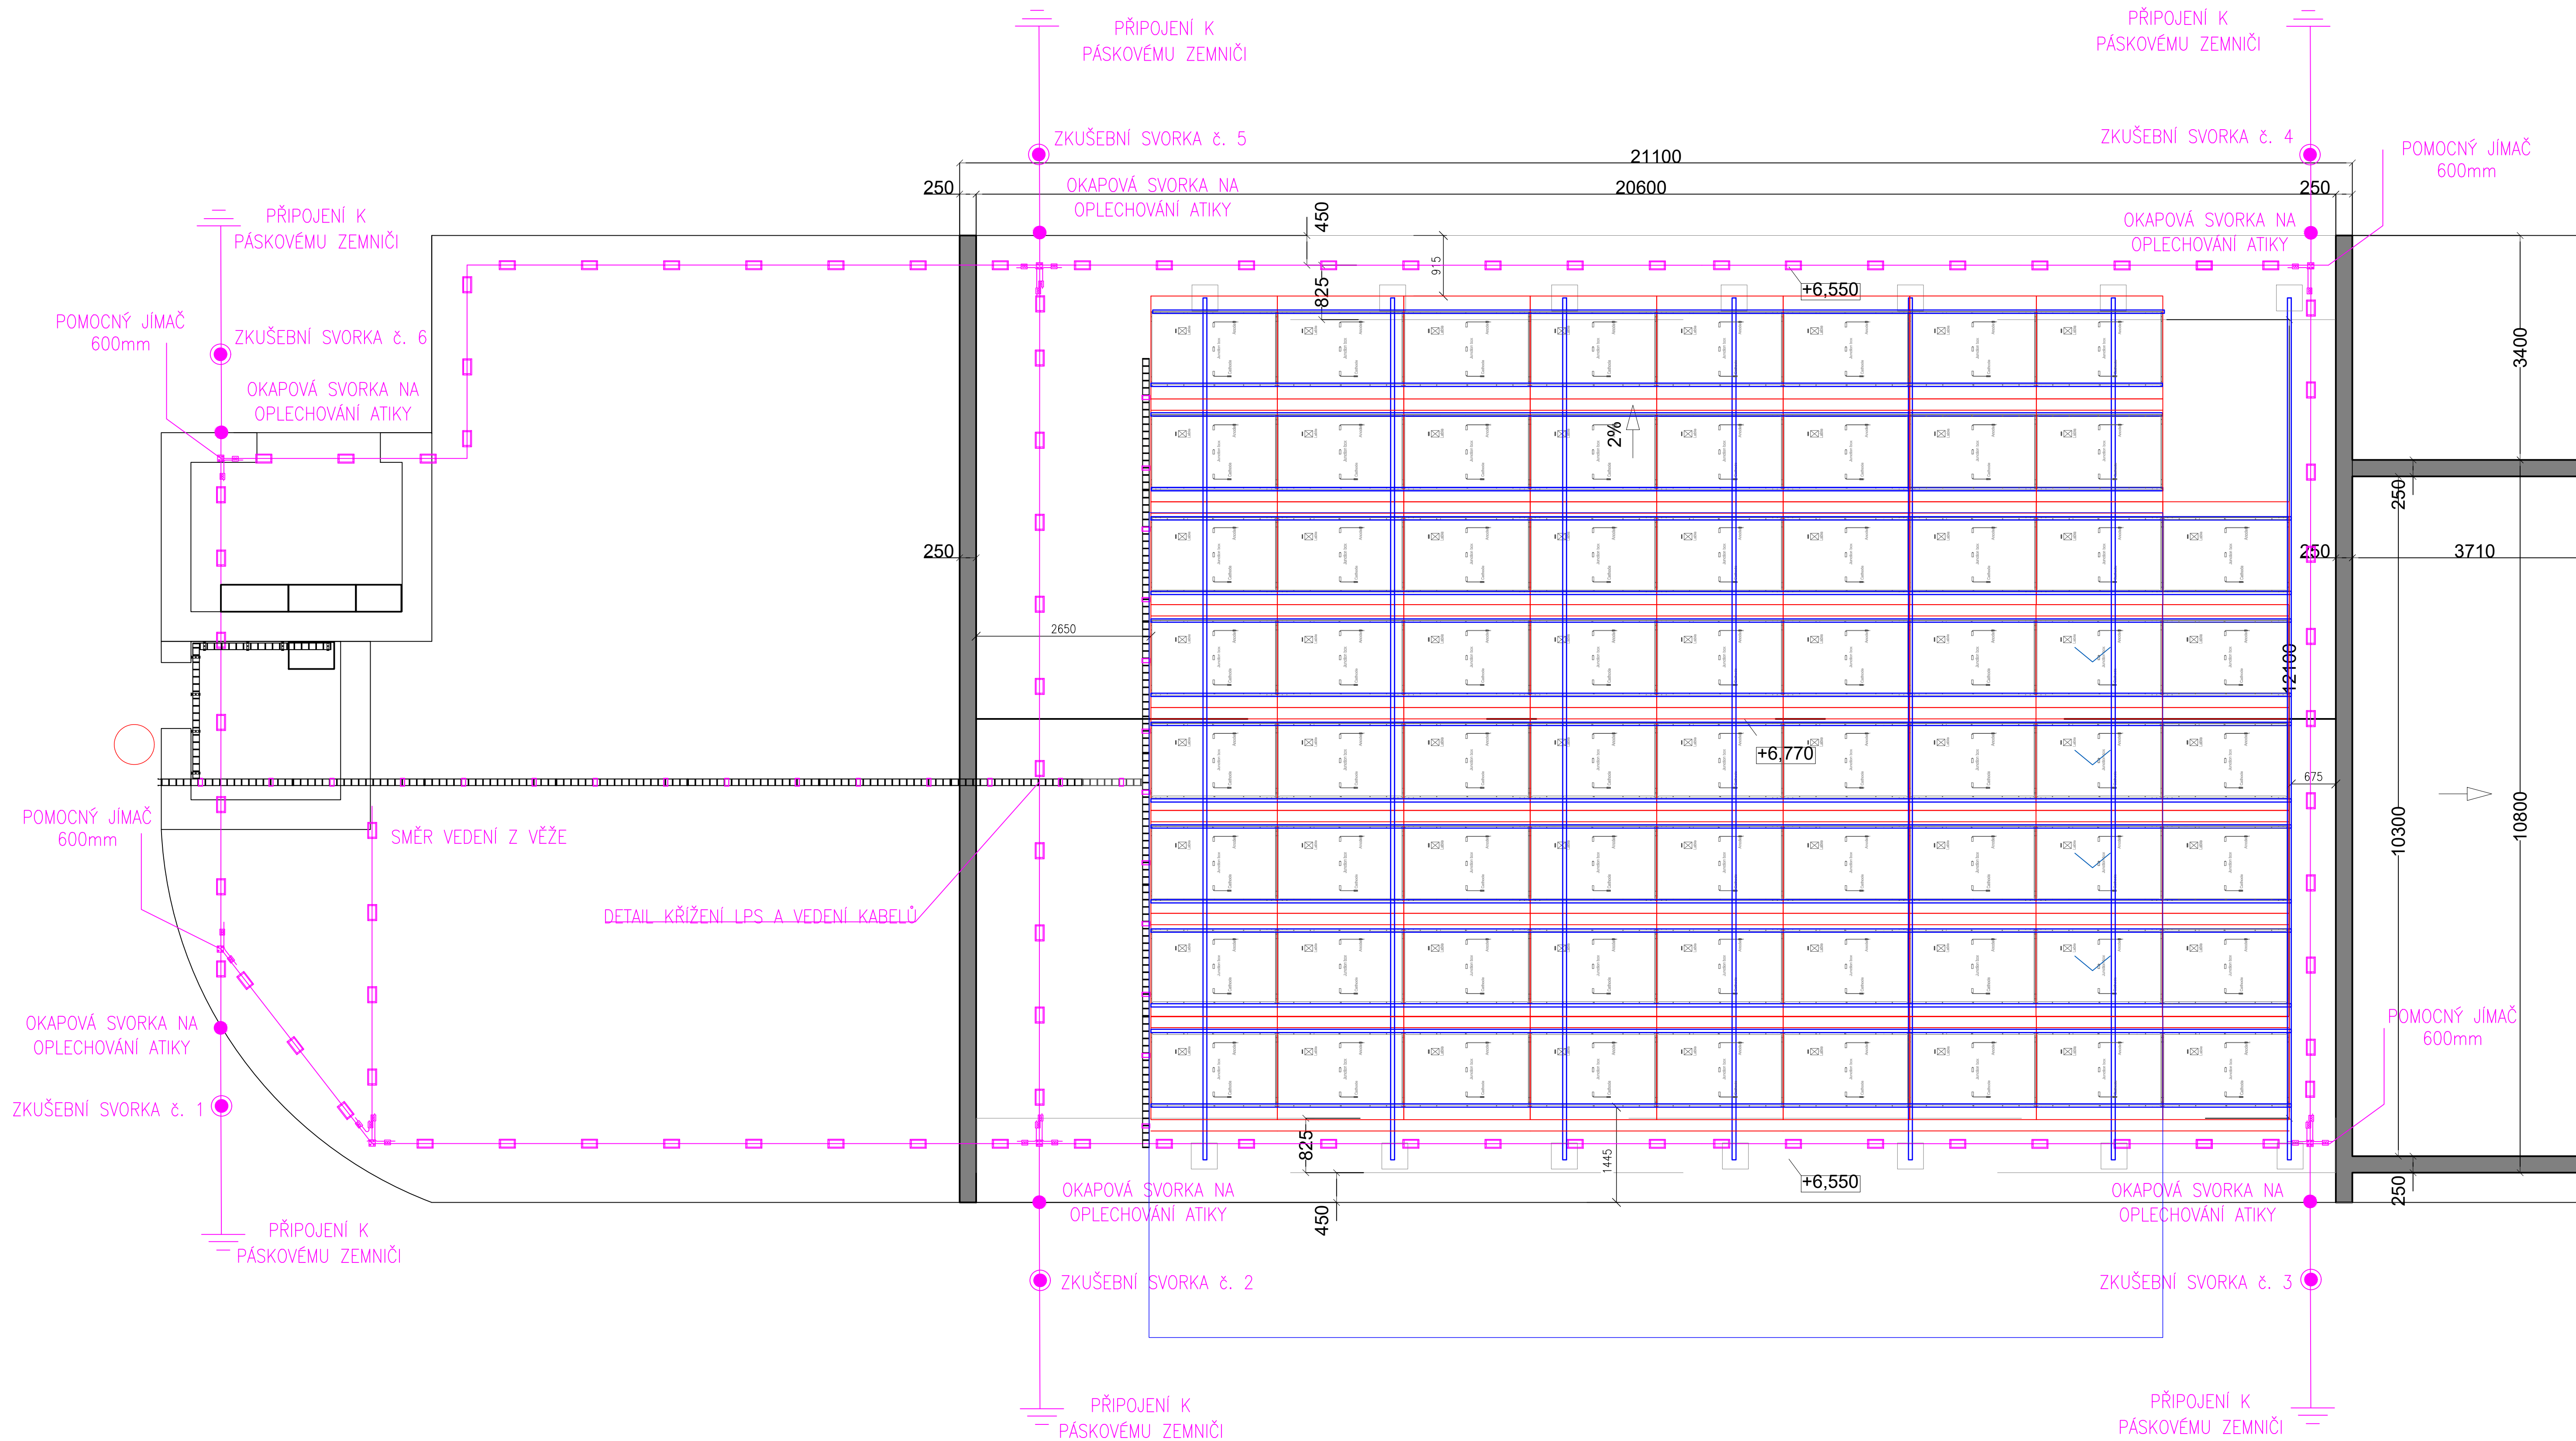 PŘIPOJENÍ K
PÁSKOVÉMU ZEMNIČI
PŘIPOJENÍ K
PÁSKOVÉMU ZEMNIČI
ZKUŠEBNÍ SVORKA č. 5
ZKUŠEBNÍ SVORKA č. 4
POMOCNÝ JÍMAČ
600mm
21100
250
20600
250
OKAPOVÁ SVORKA NA
OPLECHOVÁNÍ ATIKY
450
OKAPOVÁ SVORKA NA
OPLECHOVÁNÍ ATIKY
PŘIPOJENÍ K
PÁSKOVÉMU ZEMNIČI
915
825
+6,550
POMOCNÝ JÍMAČ
600mm
ZKUŠEBNÍ SVORKA č. 6
3400
OKAPOVÁ SVORKA NA
OPLECHOVÁNÍ ATIKY
2%
250
250
250
3710
2650
12100
+6,770
675
POMOCNÝ JÍMAČ
600mm
SMĚR VEDENÍ Z VĚŽE
10300
10800
DETAIL KŘÍŽENÍ LPS A VEDENÍ KABELŮ
OKAPOVÁ SVORKA NA
OPLECHOVÁNÍ ATIKY
POMOCNÝ JÍMAČ
600mm
ZKUŠEBNÍ SVORKA č. 1
825
1445
+6,550
250
OKAPOVÁ SVORKA NA
OPLECHOVÁNÍ ATIKY
450
OKAPOVÁ SVORKA NA
OPLECHOVÁNÍ ATIKY
PŘIPOJENÍ K
PÁSKOVÉMU ZEMNIČI
ZKUŠEBNÍ SVORKA č. 2
ZKUŠEBNÍ SVORKA č. 3
PŘIPOJENÍ K
PÁSKOVÉMU ZEMNIČI
PŘIPOJENÍ K
PÁSKOVÉMU ZEMNIČI